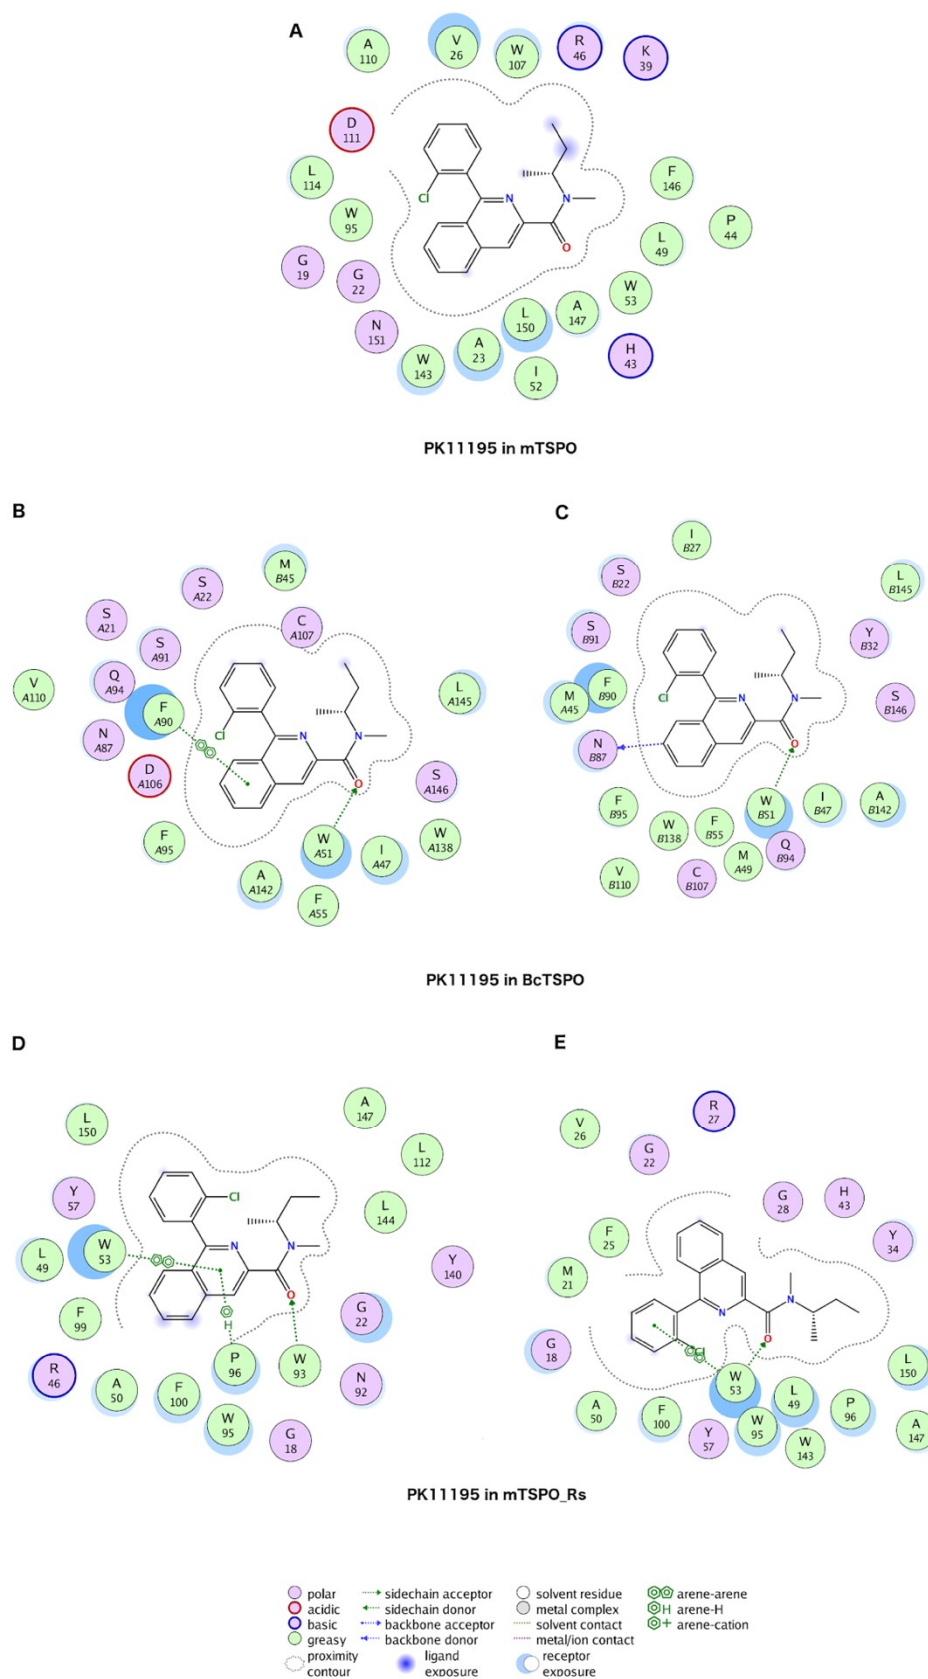 A
A 110
V 26
W 107
R 46
K 39
D 111
L 114
W 95
G 19
G 22
N 151
W 143
A 23
L 150
I 52
A 147
W 53
H 43
L 49
F 146
P 44
Cl
N
N
O
PK11195 in mTSPO
B
M B45
S A22
C A107
S A21
S A91
Q A94
V A110
F A90
N A87
D A106
F A95
A A142
F A55
W A51
I A47
W A138
S A146
L A145
Cl
N
N
O
C
I B27
S B22
L B145
S B91
Y B32
M A45
F B90
S B146
N B87
F B95
W B138
F B55
M A49
W B51
Q B94
I B47
A B142
V B110
C B107
Cl
N
N
O
PK11195 in BcTSPO
D
L 150
A 147
L 112
Y 57
L 144
L 49
W 53
Y 140
F 99
G 22
R 46
A 50
F 100
P 96
W 93
N 92
W 95
G 18
Cl
N
N
O
H
E
R 27
V 26
G 22
G 28
H 43
F 25
Y 34
M 21
G 18
A 50
F 100
Y 57
W 53
W 95
L 49
W 143
P 96
L 150
A 147
N
N
O
Cl
PK11195 in mTSPO_Rs
polar
acidic
basic
greasy
proximity contour
sidechain acceptor
sidechain donor
backbone acceptor
backbone donor
ligand exposure
solvent residue
metal complex
solvent contact
metal/ion contact
receptor exposure
arene-arene
H arene-H
+ arene-cation